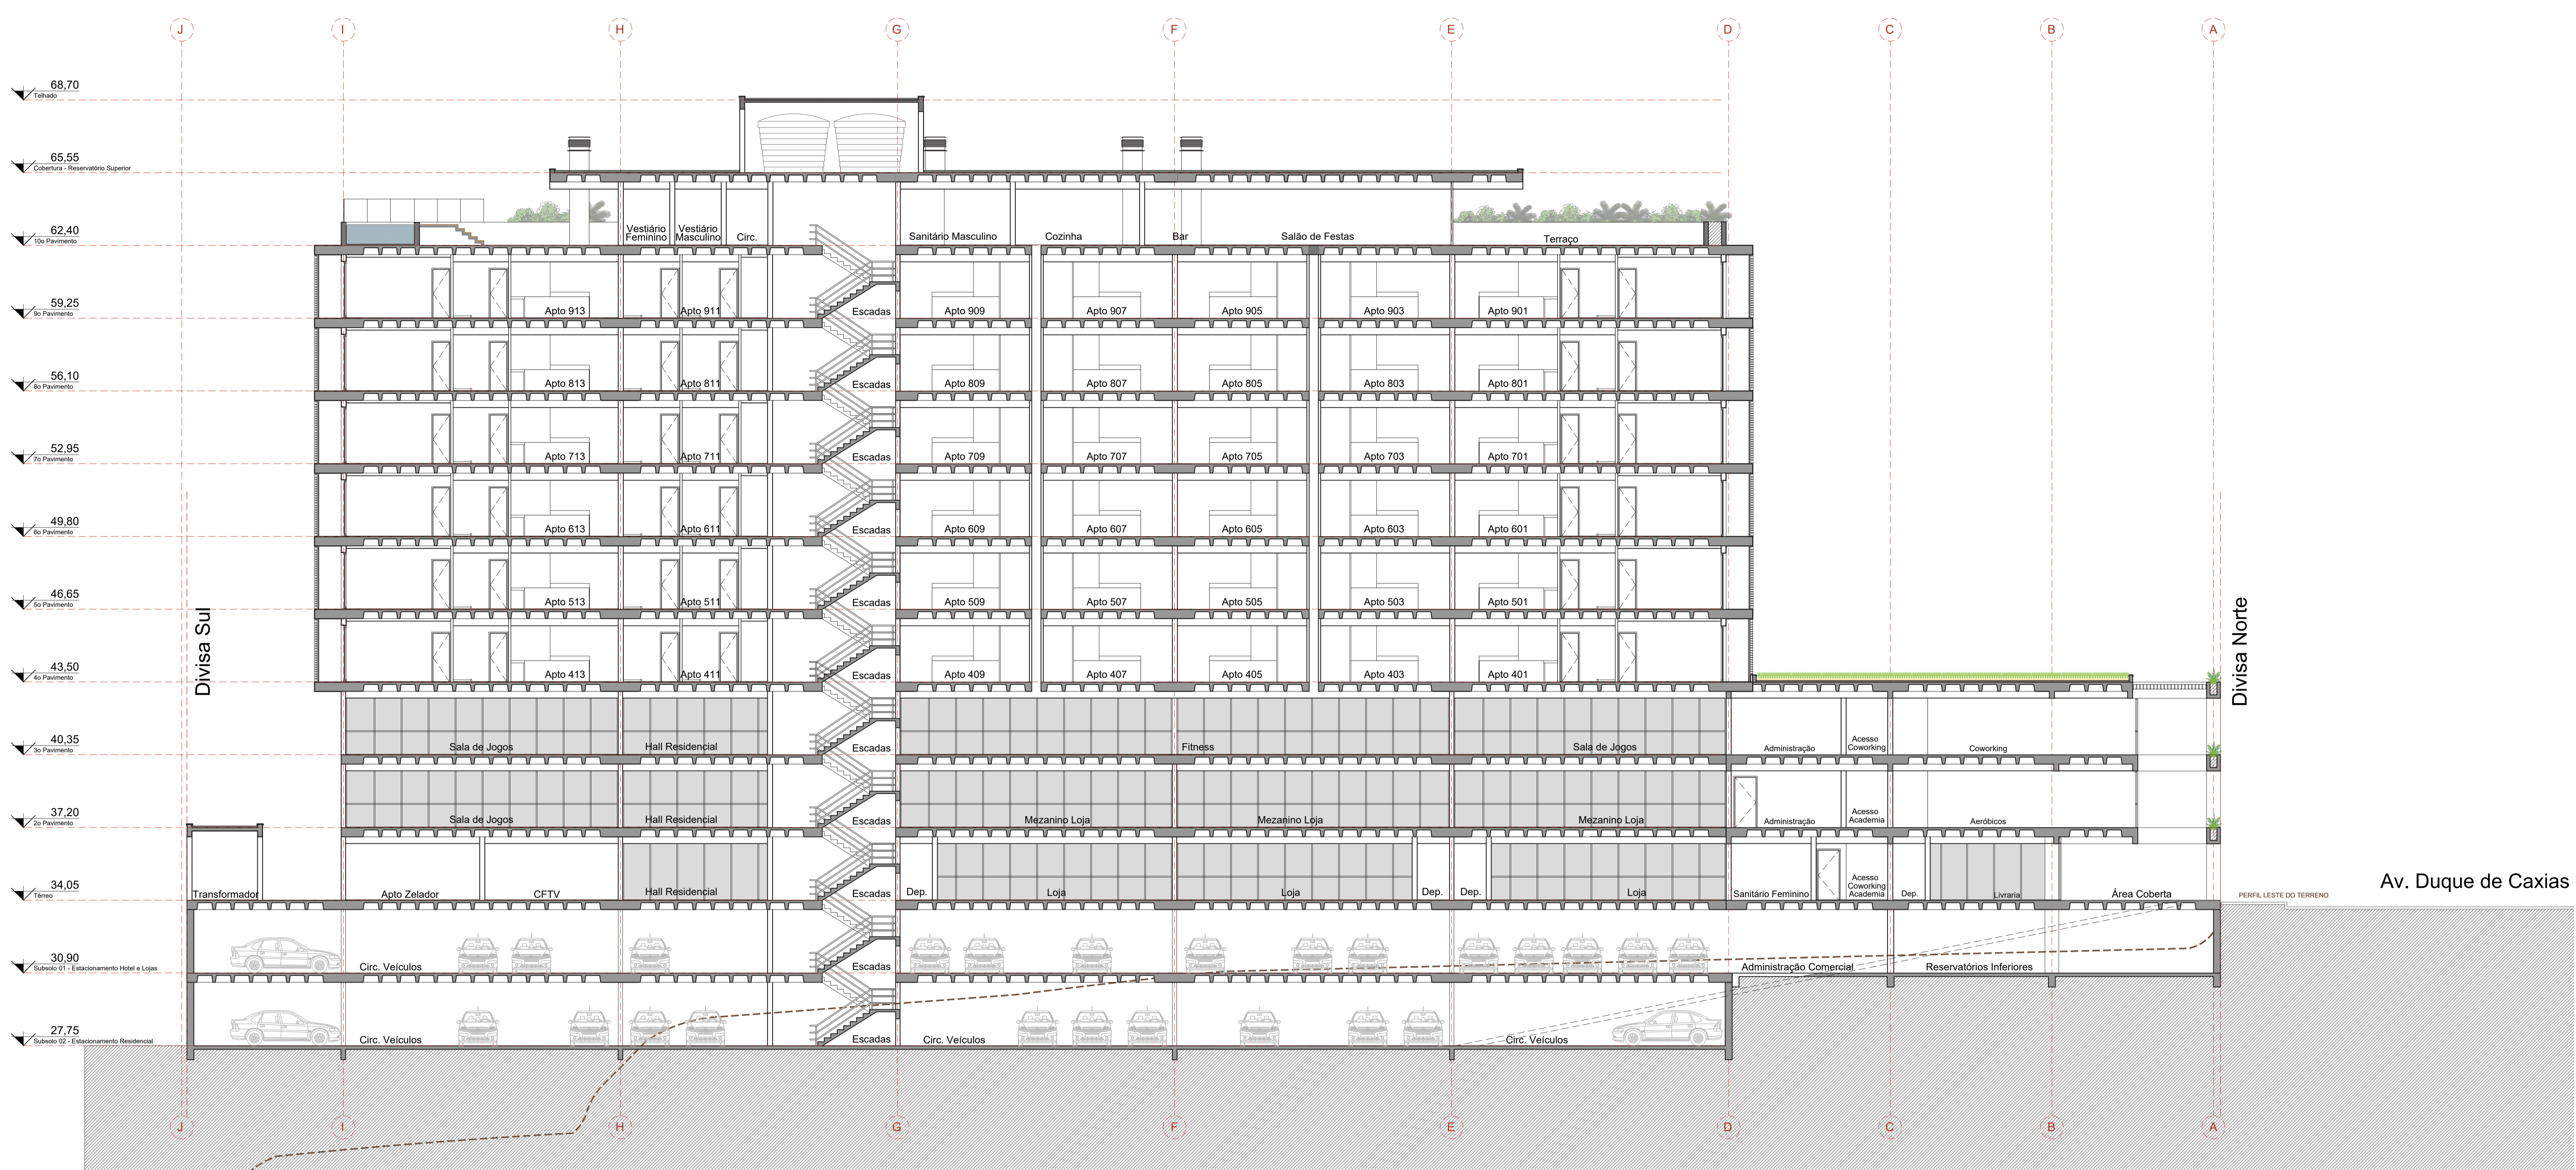 J I H G F E D C B A
68,70
Telhado
65,55
Cobertura - Reservatório Superior
62,40
10o Pavimento
Vestiário Feminino
Vestiário Masculino
Circ.
Sanitário Masculino
Cozinha
Bar
Salão de Festas
Terraço
59,25
9o Pavimento
Apto 913
Apto 911
Escadas
Apto 909
Apto 907
Apto 905
Apto 903
Apto 901
56,10
8o Pavimento
Apto 813
Apto 811
Escadas
Apto 809
Apto 807
Apto 805
Apto 803
Apto 801
52,95
7o Pavimento
Apto 713
Apto 711
Escadas
Apto 709
Apto 707
Apto 705
Apto 703
Apto 701
49,80
6o Pavimento
Apto 613
Apto 611
Escadas
Apto 609
Apto 607
Apto 605
Apto 603
Apto 601
46,65
5o Pavimento
Apto 513
Apto 511
Escadas
Apto 509
Apto 507
Apto 505
Apto 503
Apto 501
Divisa Sul
Divisa Norte
43,50
4o Pavimento
Apto 413
Apto 411
Escadas
Apto 409
Apto 407
Apto 405
Apto 403
Apto 401
40,35
3o Pavimento
Sala de Jogos
Hall Residencial
Escadas
Fitness
Sala de Jogos
Administração
Acesso
Coworking
Coworking
37,20
2o Pavimento
Sala de Jogos
Hall Residencial
Escadas
Mezanino Loja
Mezanino Loja
Mezanino Loja
Administração
Acesso
Academia
Aeróbicos
34,05
Térreo
Transformador
Apto Zelador
CFTV
Hall Residencial
Escadas
Dep.
Loja
Loja
Dep.
Dep.
Loja
Sanitário Feminino
Acesso
Coworking
Academia
Dep.
Livraria
Área Coberta
PERFIL LESTE DO TERRENO
Av. Duque de Caxias
30,90
Subsolo 01 - Estacionamento Hotel e Lojas
Circ. Veículos
Escadas
Administração Comercial
Reservatórios Inferiores
27,75
Subsolo 02 - Estacionamento Residencial
Circ. Veículos
Escadas
Circ. Veículos
Circ. Veículos
J I H G F E D C B A